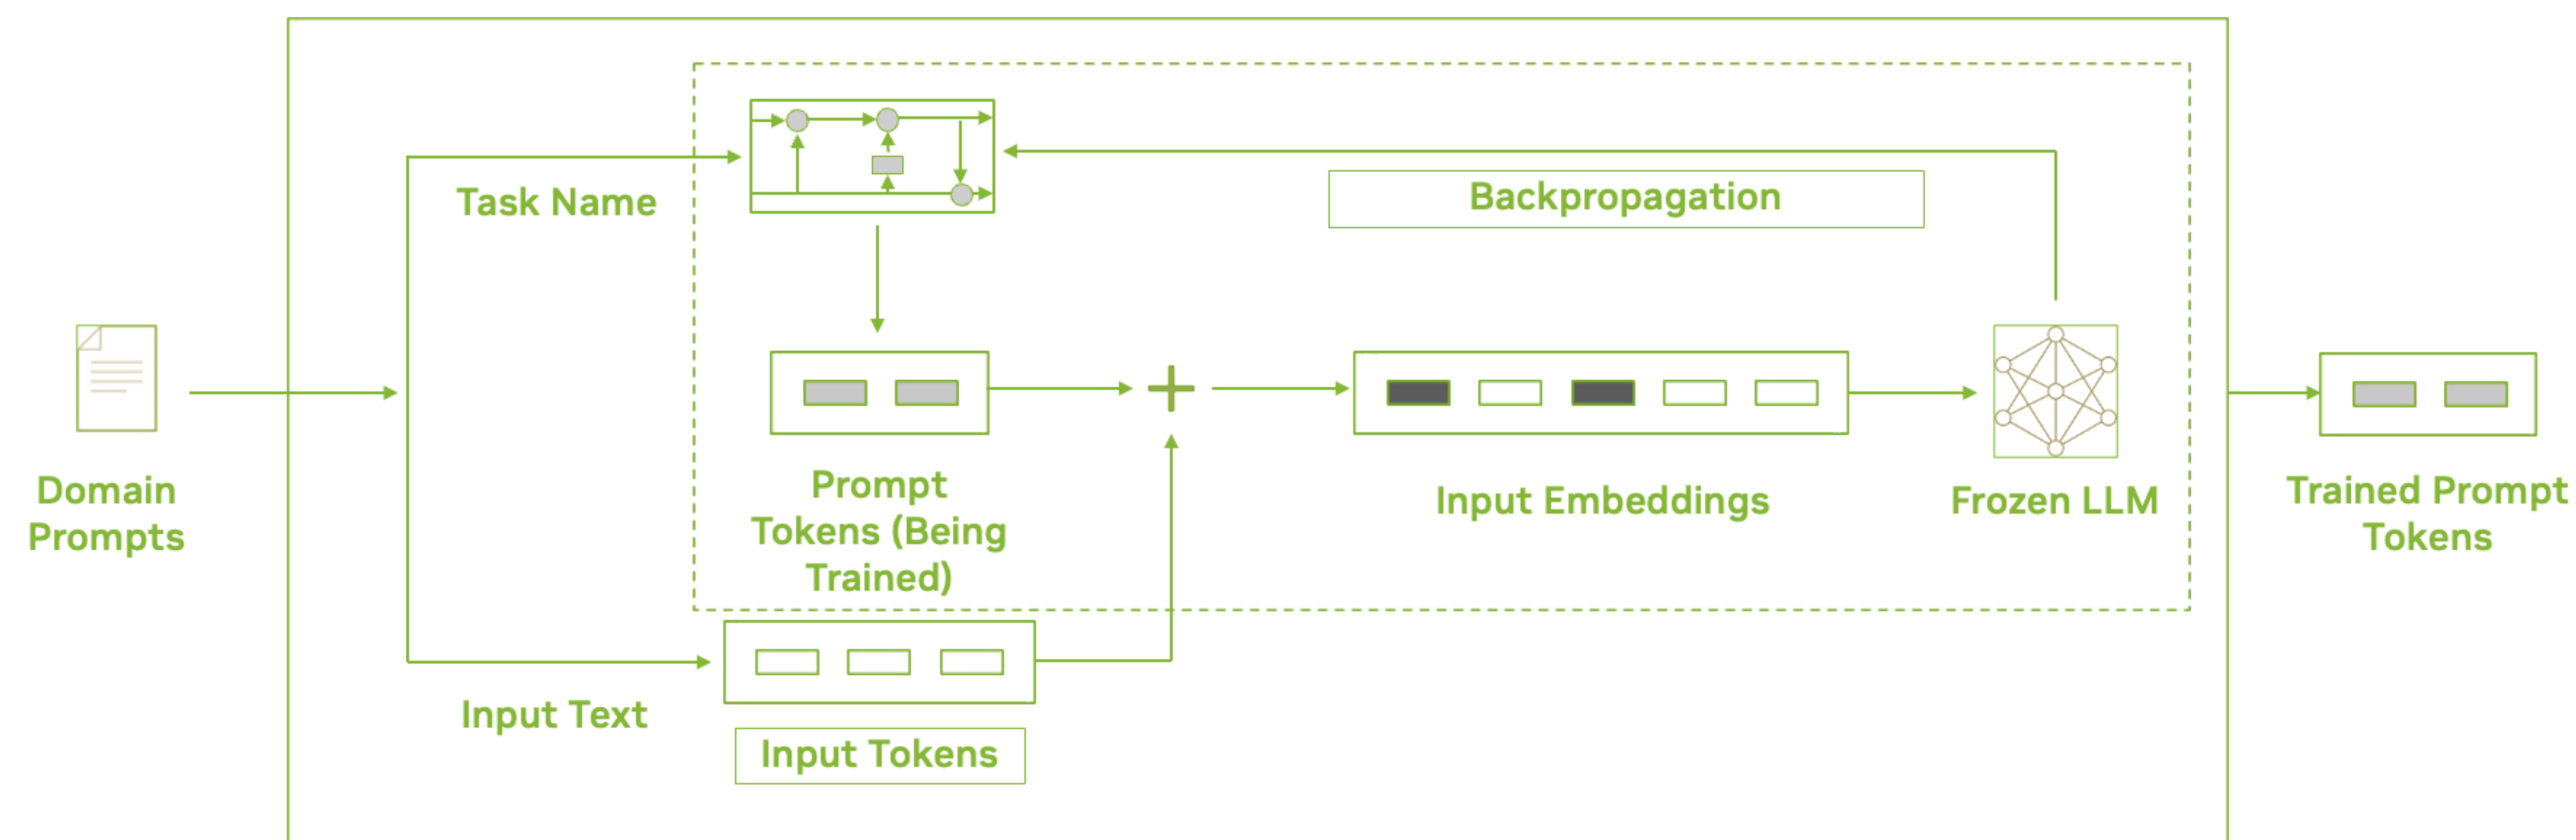 Task Name
Backpropagation
Domain
Prompts
Prompt
Tokens (Being
Trained)
Input Embeddings
Frozen LLM
Trained Prompt
Tokens
Input Text
Input Tokens